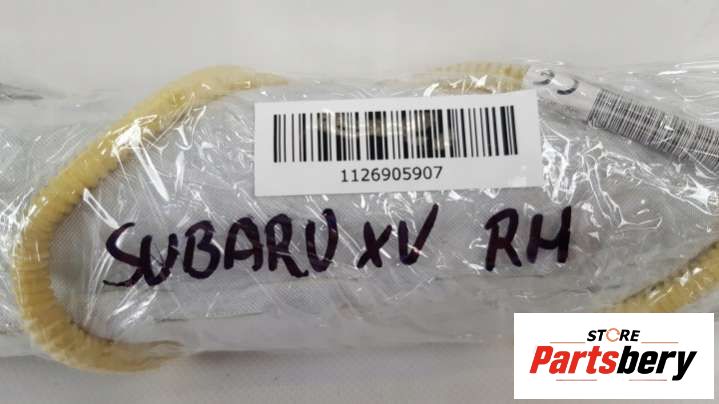 1126905907
SUBARU XV RH
STORE
Partsbery